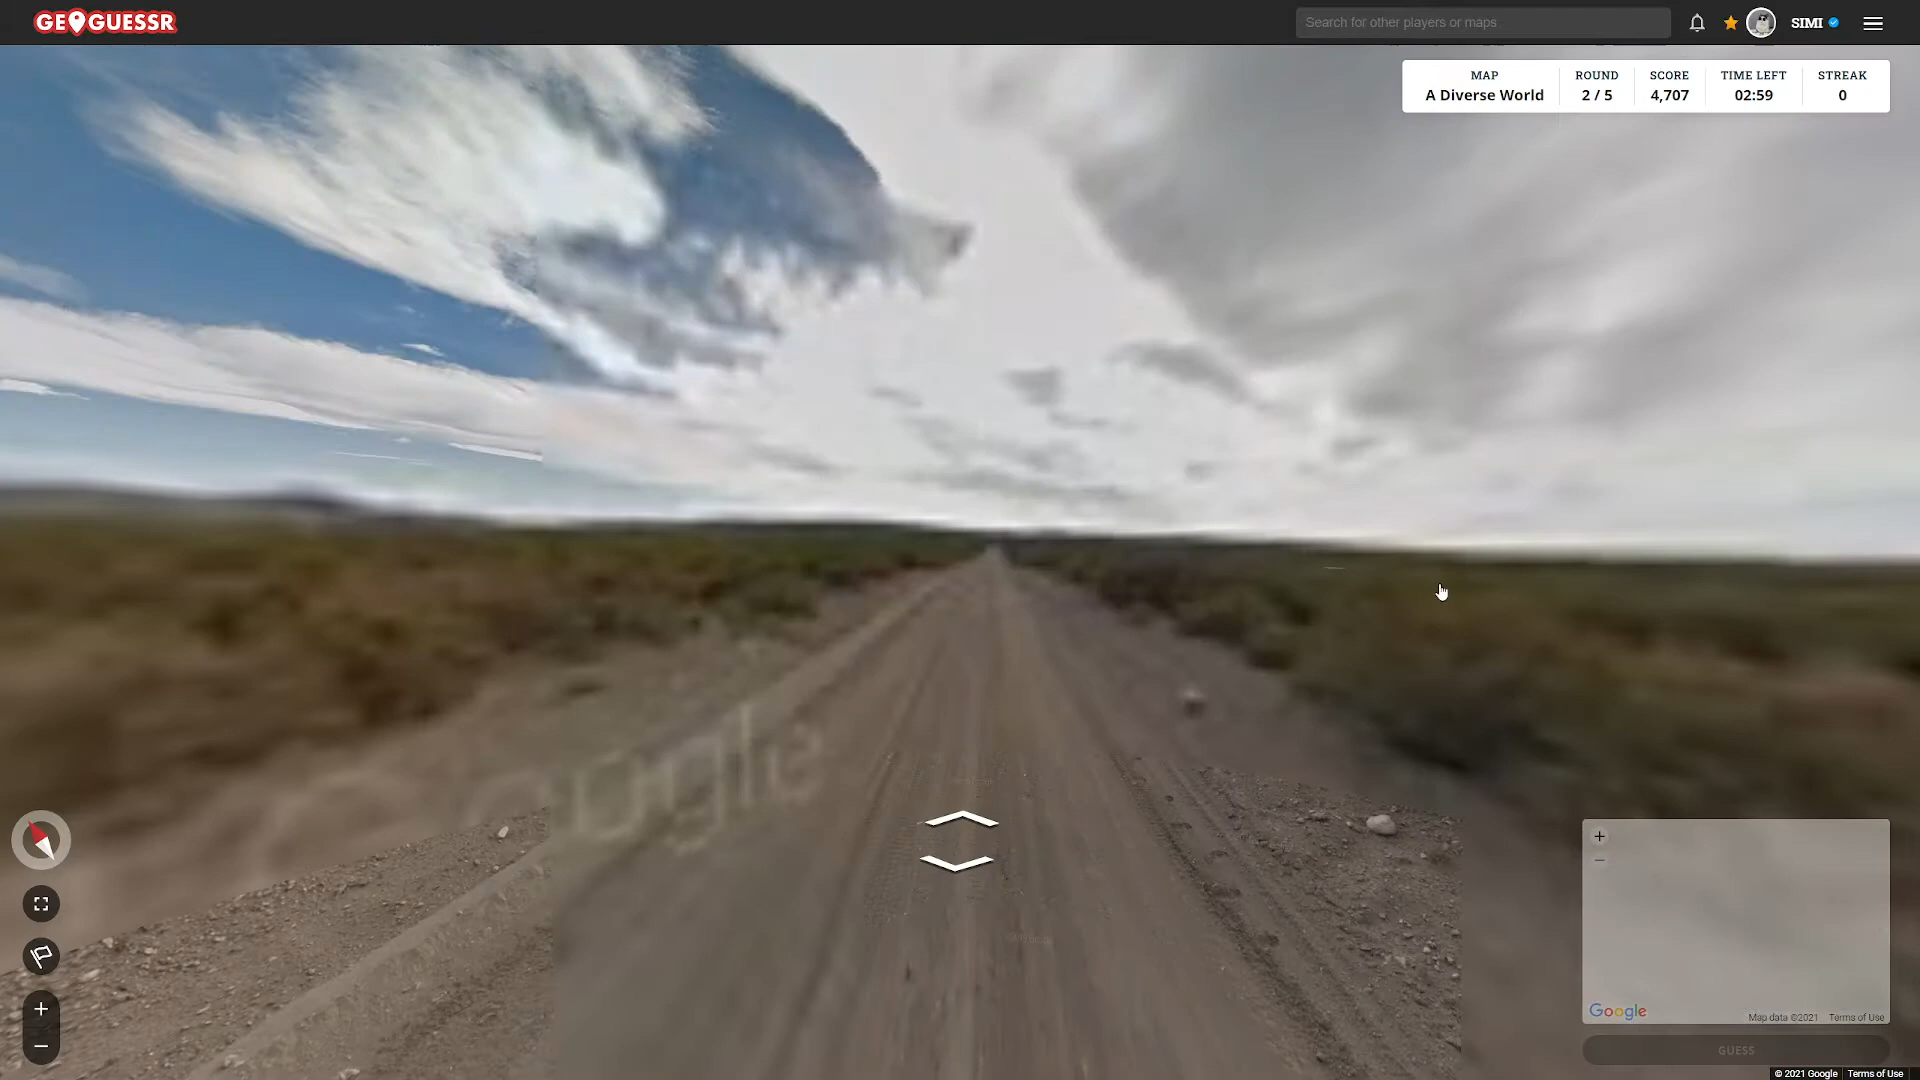 GEOGUESSR
Search for other players or maps
SIMI
MAP
A Diverse World
ROUND
2 / 5
SCORE
4,707
TIME LEFT
02:59
STREAK
0
Google
Map data ©2021 Terms of Use
GUESS
© 2021 Google Terms of Use